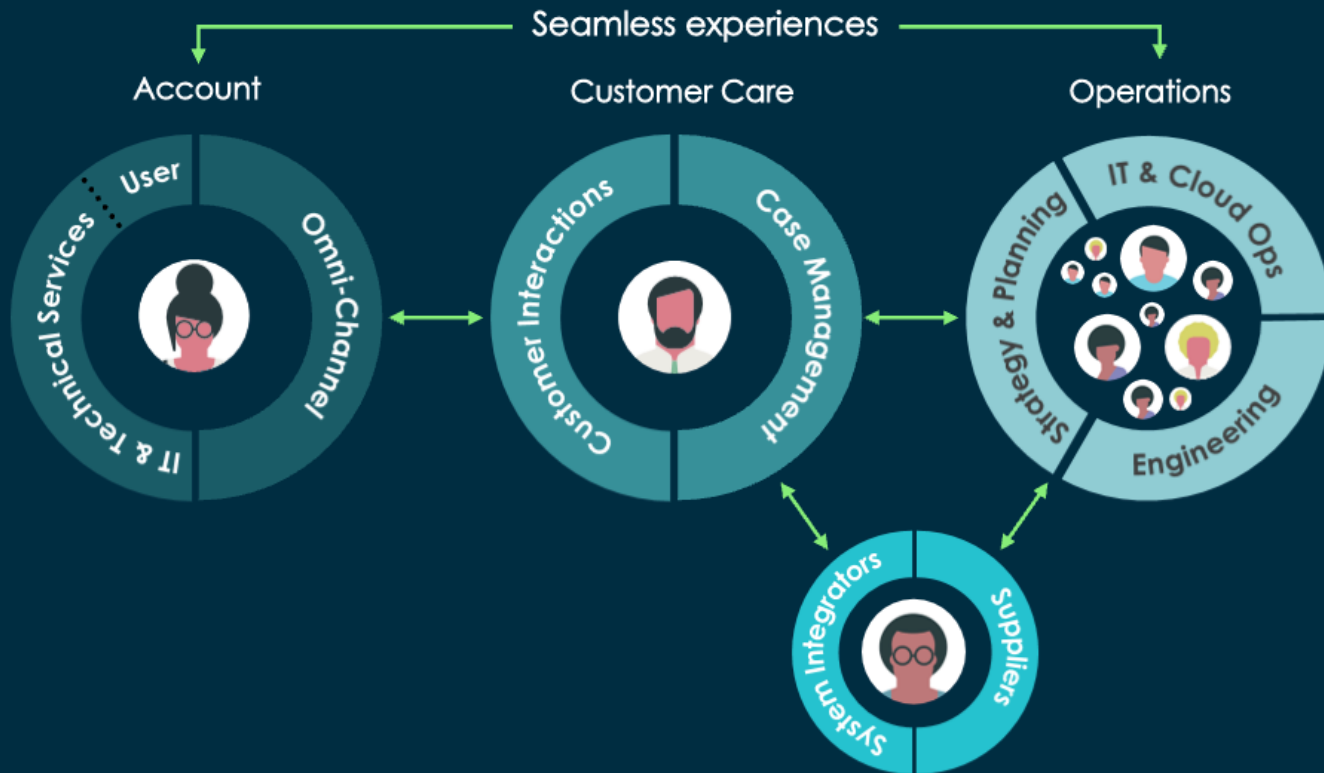 Seamless experiences
Account
Customer Care
Operations
User
IT & Technical Services
Omni-Channel
Customer Interactions
Case Management
Strategy & Planning
IT & Cloud Ops
Engineering
System Integrators
Suppliers